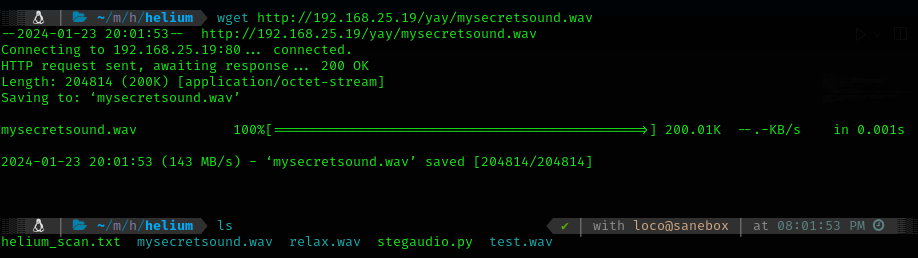 ~/m/h/helium wget http://192.168.25.19/yay/mysecretsound.wav
--2024-01-23 20:01:53-- http://192.168.25.19/yay/mysecretsound.wav
Connecting to 192.168.25.19:80... connected.
HTTP request sent, awaiting response... 200 OK
Length: 204814 (200K) [application/octet-stream]
Saving to: ‘mysecretsound.wav’
mysecretsound.wav 100%[===============================================>] 200.01K --.-KB/s in 0.001s
2024-01-23 20:01:53 (143 MB/s) - ‘mysecretsound.wav’ saved [204814/204814]
~/m/h/helium ls ✔ with loco@sanebox at 08:01:53 PM
helium_scan.txt mysecretsound.wav relax.wav stegaudio.py test.wav